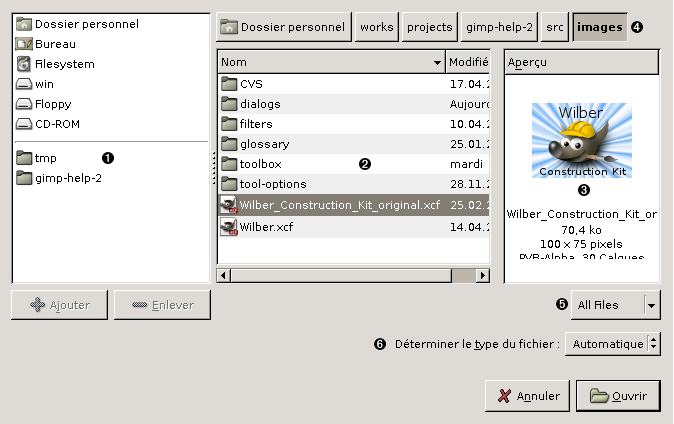 Dossier personnel
Bureau
Filesystem
win
Floppy
CD-ROM
tmp ❶
gimp-help-2
Ajouter
Enlever
Dossier personnel works projects gimp-help-2 src images ❹
Nom Modifié
CVS 17.04.2
dialogs Aujourd
filters 10.04.2
glossary 25.01.2
toolbox ❷ mardi
tool-options 28.11.2
Wilber_Construction_Kit_original.xcf 25.02.2
Wilber.xcf 14.04.2
Aperçu
Wilber
Construction Kit
❸
Wilber_Construction_Kit_or
70,4 ko
100 x 75 pixels
RVB-Alpha, 30 Calques
❺ All Files
❻ Déterminer le type du fichier : Automatique
Annuler
Ouvrir